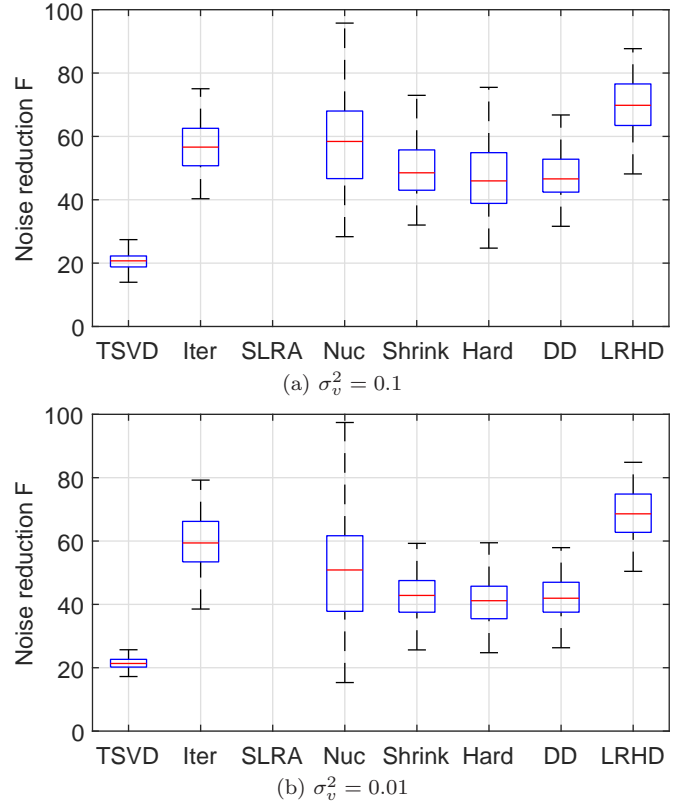 Noise reduction F
100
80
60
40
20
0
TSVD Iter SLRA Nuc Shrink Hard DD LRHD
(a) σ_v^2 = 0.1
Noise reduction F
100
80
60
40
20
0
TSVD Iter SLRA Nuc Shrink Hard DD LRHD
(b) σ_v^2 = 0.01